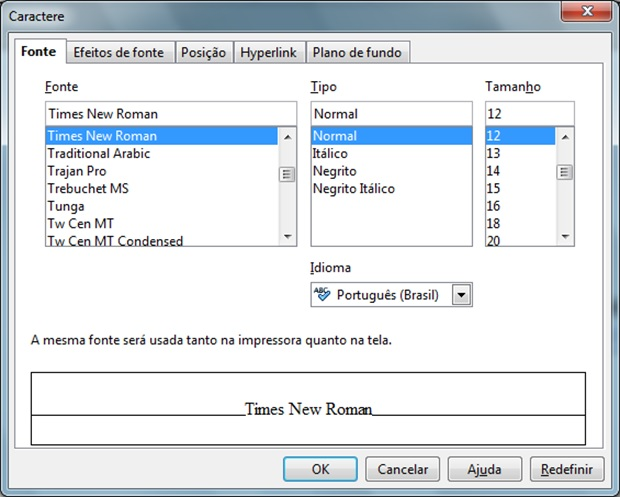 Caractere
Fonte Efeitos de fonte Posição Hyperlink Plano de fundo
Fonte Tipo Tamanho
Times New Roman Normal 12
Times New Roman Normal 12
Traditional Arabic Itálico 13
Trajan Pro Negrito 14
Trebuchet MS Negrito Itálico 15
Tunga 16
Tw Cen MT 18
Tw Cen MT Condensed 20
Idioma
ABC Português (Brasil)
A mesma fonte será usada tanto na impressora quanto na tela.
Times New Roman
OK Cancelar Ajuda Redefinir